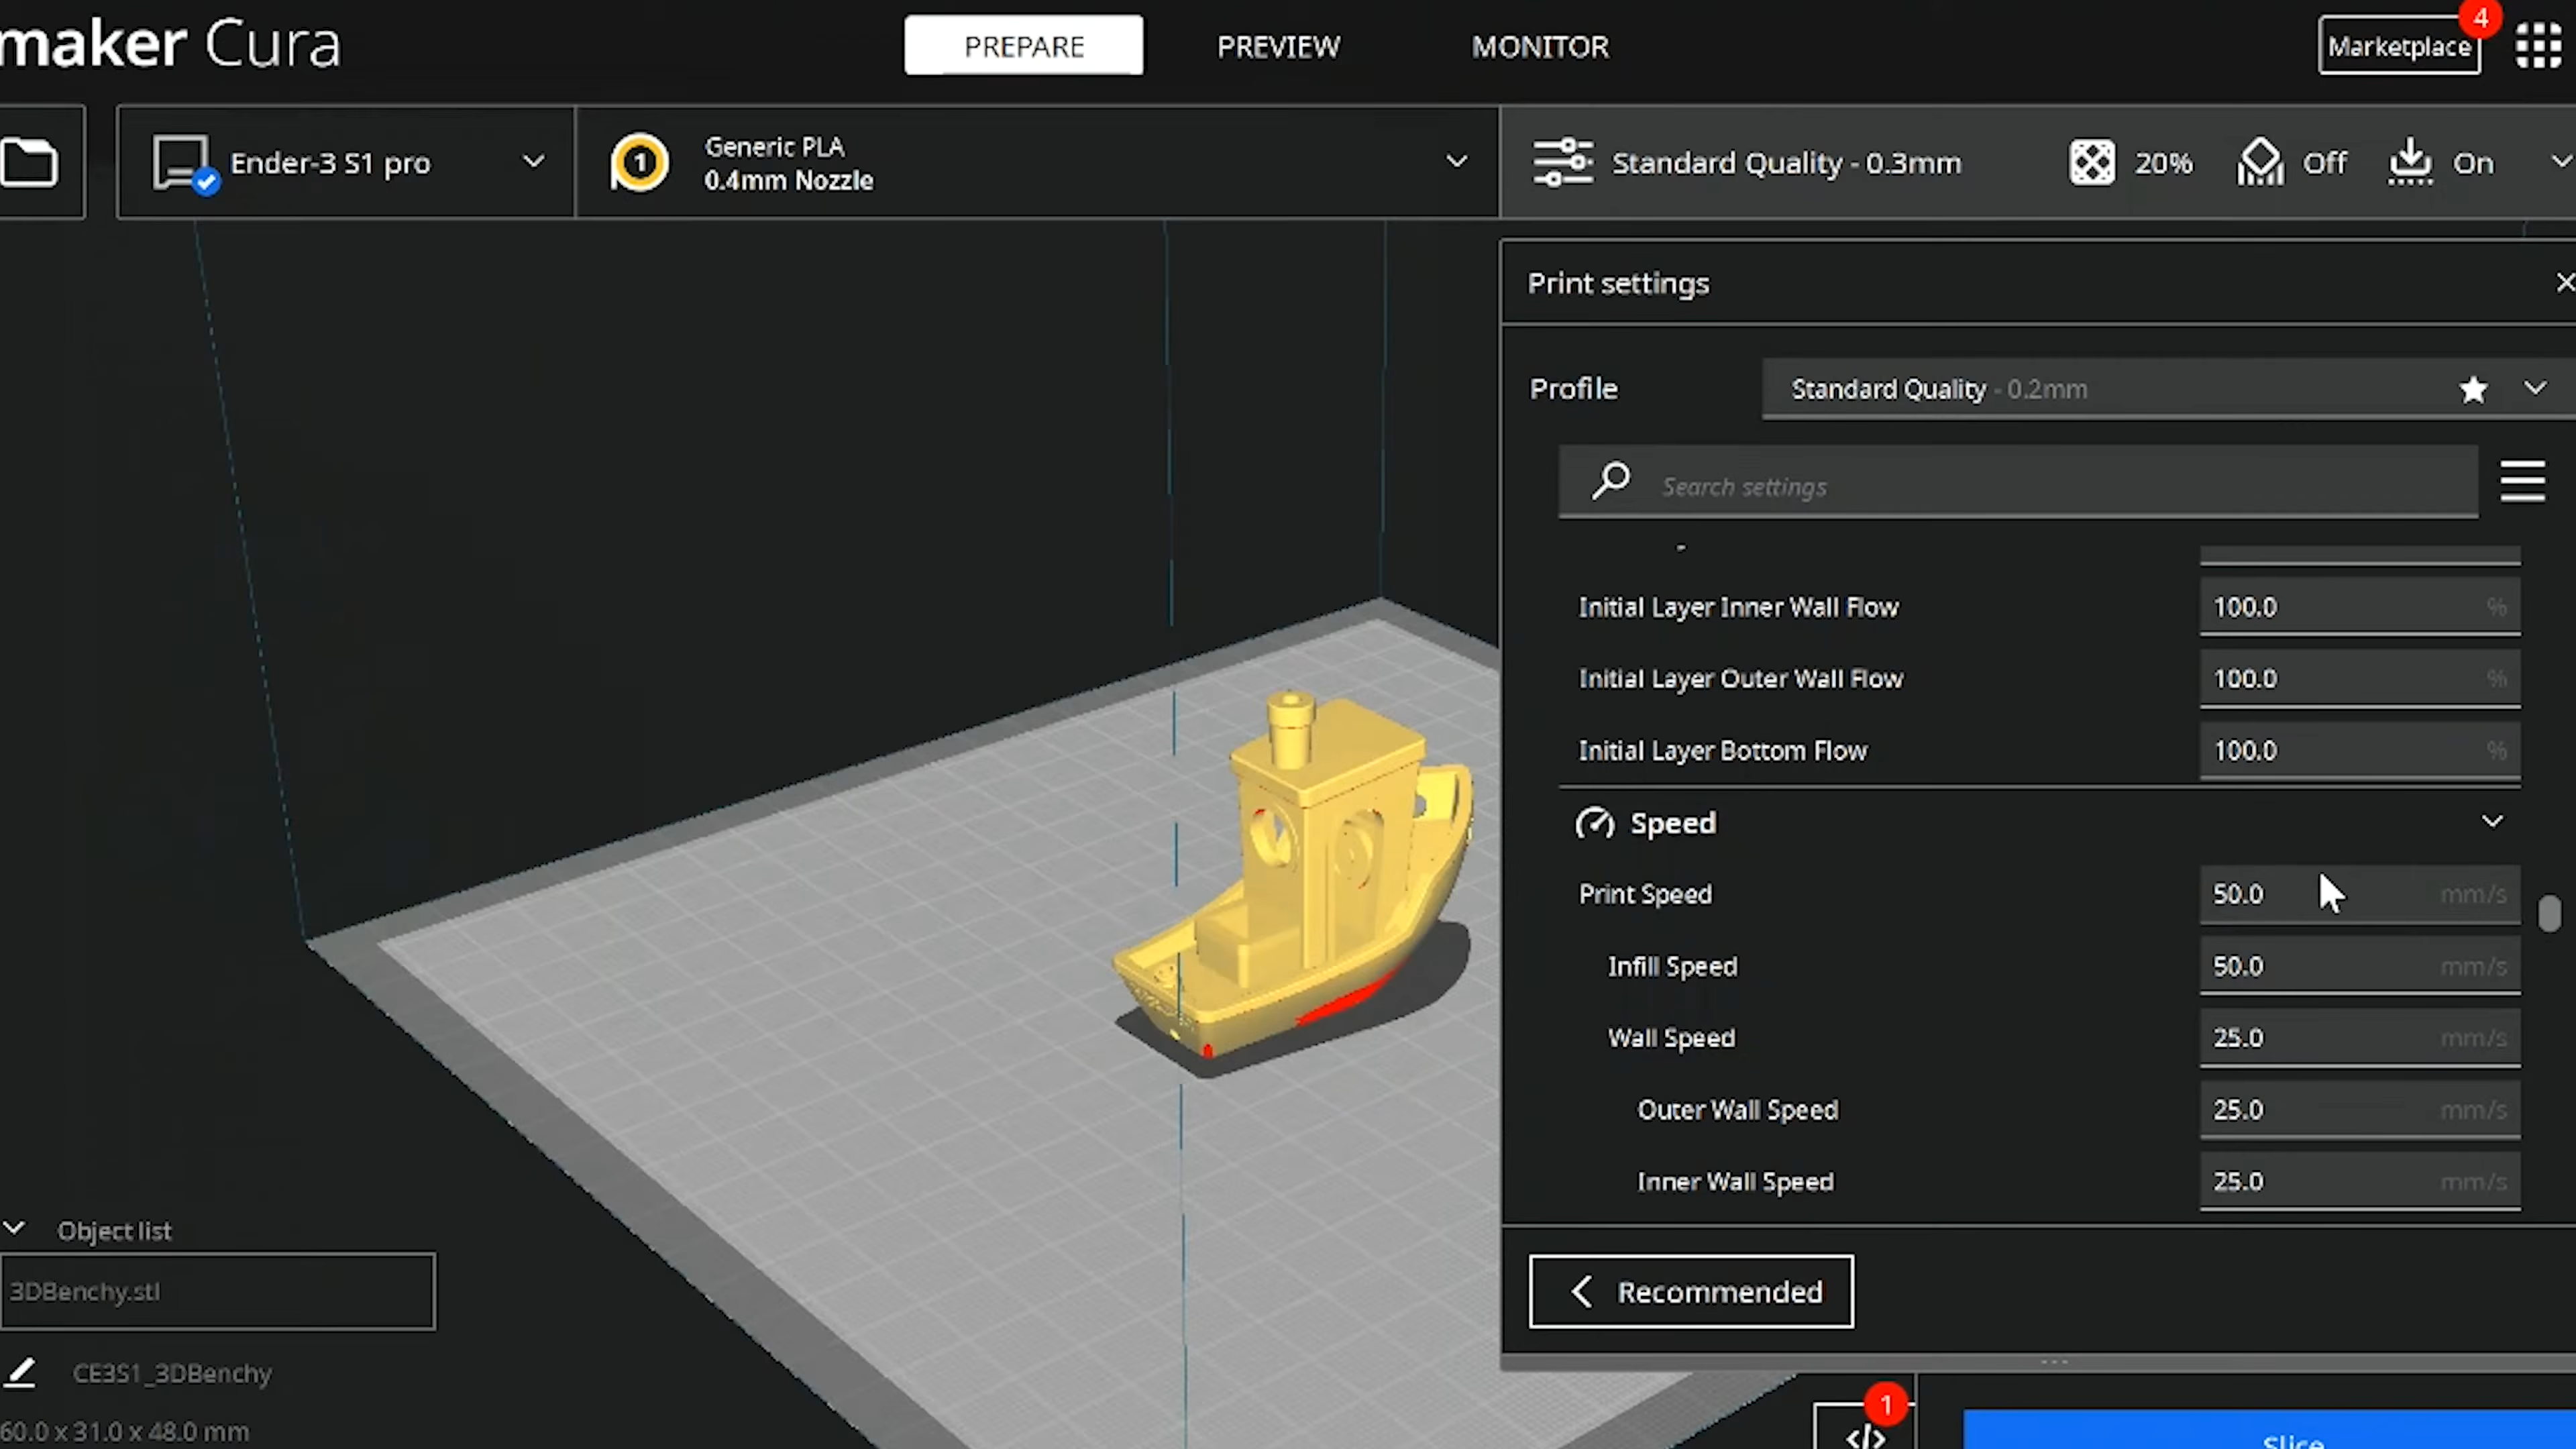 maker Cura
PREPARE
PREVIEW
MONITOR
Marketplace
4
Ender-3 S1 pro
1
Generic PLA
0.4mm Nozzle
Standard Quality - 0.3mm
20%
Off
On
Print settings
Profile
Standard Quality - 0.2mm
Search settings
Initial Layer Inner Wall Flow
100.0 %
Initial Layer Outer Wall Flow
100.0 %
Initial Layer Bottom Flow
100.0 %
Speed
Print Speed
50.0 mm/s
Infill Speed
50.0 mm/s
Wall Speed
25.0 mm/s
Outer Wall Speed
25.0 mm/s
Inner Wall Speed
25.0 mm/s
Recommended
Object list
3DBenchy.stl
CE3S1_3DBenchy
60.0 x 31.0 x 48.0 mm
1
</>
Slice